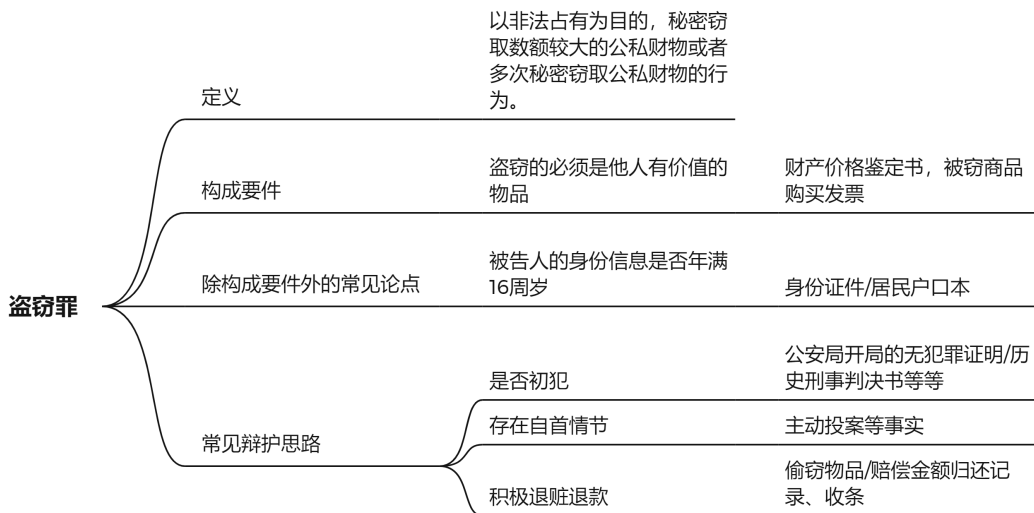 盗窃罪
定义
以非法占有为目的，秘密窃
取数额较大的公私财物或者
多次秘密窃取公私财物的行
为。
构成要件
盗窃的必须是他人有价值的
物品
财产价格鉴定书，被窃商品
购买发票
除构成要件外的常见论点
被告人的身份信息是否年满
16周岁
身份证件/居民户口本
常见辩护思路
是否初犯
公安局开局的无犯罪证明/历
史刑事判决书等等
存在自首情节
主动投案等事实
积极退赃退款
偷窃物品/赔偿金额归还记
录、收条